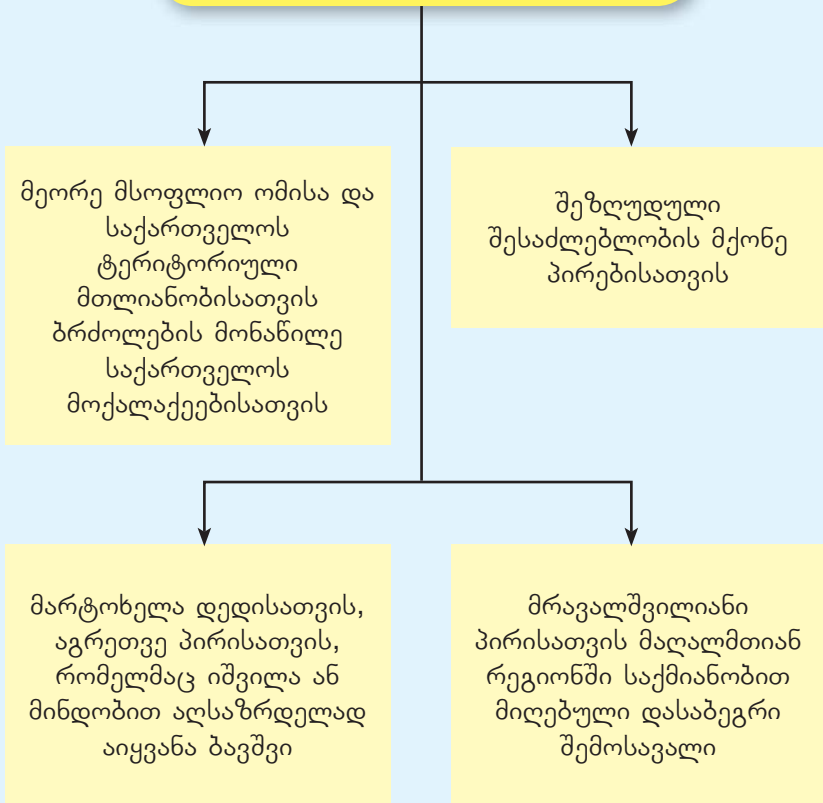 მეორე მსოფლიო ომისა და
საქართველოს
ტერიტორიული
მთლიანობისათვის
ბრძოლების მონაწილე
საქართველოს
მოქალაქეებისათვის
შეზღუდული
შესაძლებლობის მქონე
პირებისათვის
მარტოხელა დედისათვის,
აგრეთვე პირისათვის,
რომელმაც იშვილა ან
მინდობით აღსაზრდელად
აიყვანა ბავშვი
მრავალშვილიანი
პირისათვის მაღალმთიან
რეგიონში საქმიანობით
მიღებული დასაბეგრი
შემოსავალი